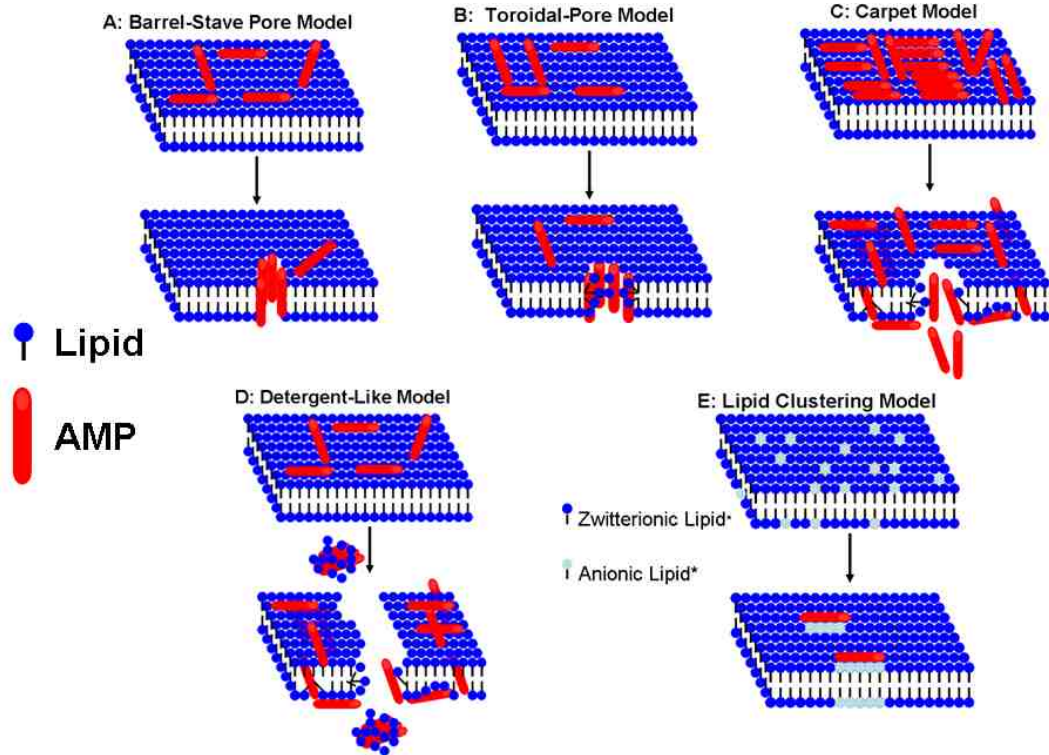 A: Barrel-Stave Pore Model
B: Toroidal-Pore Model
C: Carpet Model
Lipid
AMP
D: Detergent-Like Model
E: Lipid Clustering Model
Zwitterionic Lipid*
Anionic Lipid*